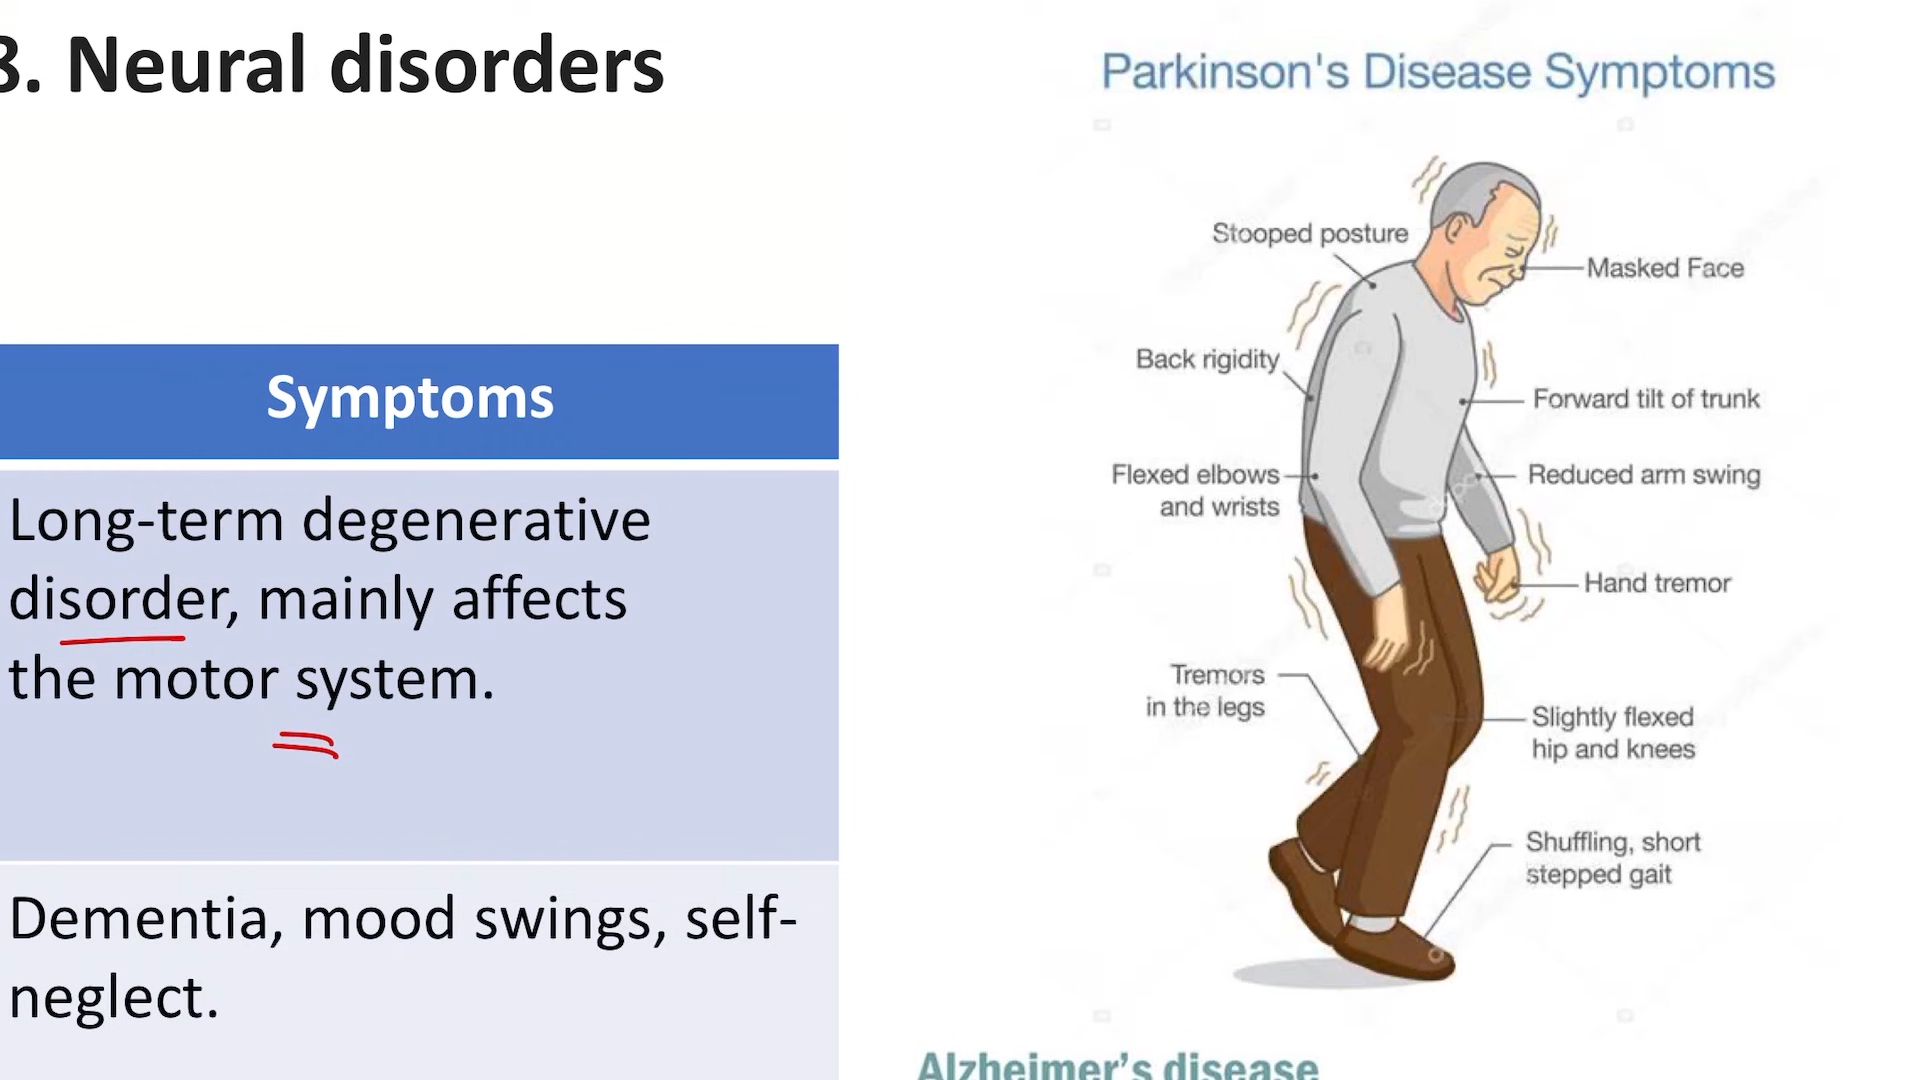 3. Neural disorders
Symptoms
Long-term degenerative
disorder, mainly affects
the motor system.
Dementia, mood swings, self-
neglect.
Parkinson's Disease Symptoms
Stooped posture
Masked Face
Back rigidity
Forward tilt of trunk
Flexed elbows
and wrists
Reduced arm swing
Hand tremor
Tremors
in the legs
Slightly flexed
hip and knees
Shuffling, short
stepped gait
Alzheimer's disease